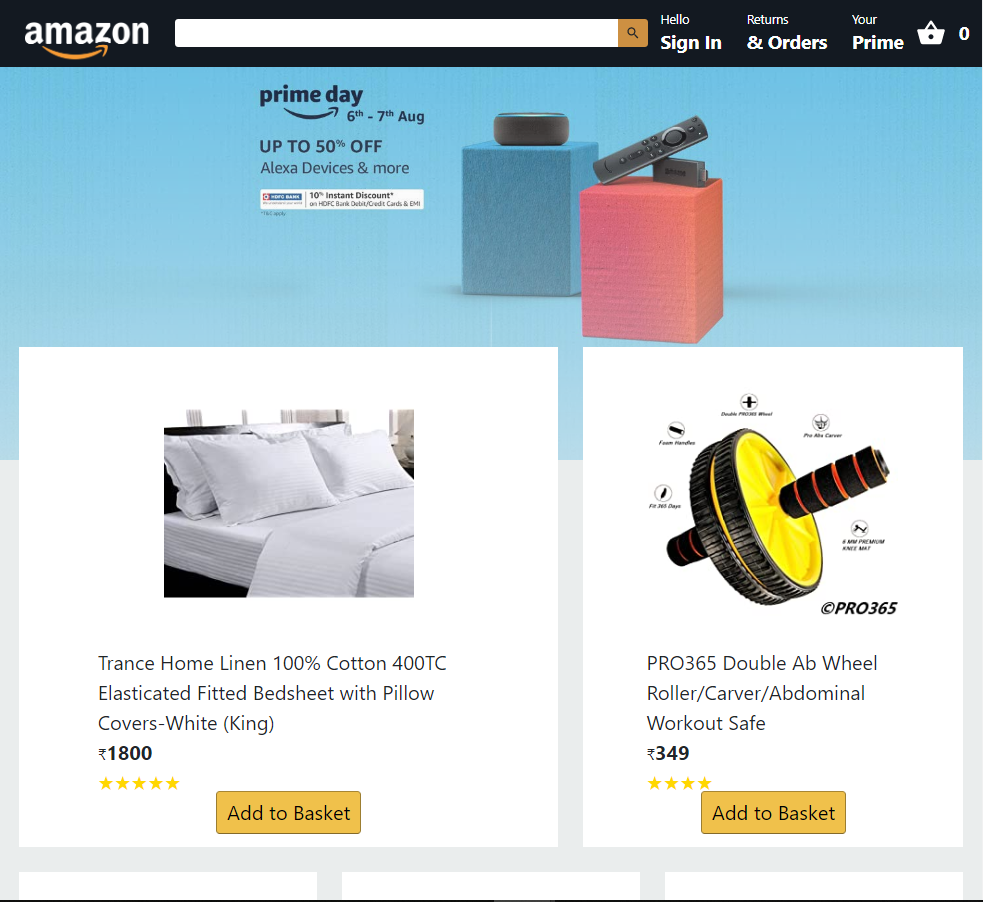 amazon
Hello
Sign In
Returns
& Orders
Your
Prime
0
prime day
6th - 7th Aug
UP TO 50% OFF
Alexa Devices & more
HDFC BANK
10% Instant Discount*
on HDFC Bank Debit/Credit Cards & EMI
*T&C apply
prime
Double PRO365 Wheel
Foam Handles
Pro Abs Carver
Fit 365 Days
6 MM PREMIUM
KNEE MAT
©PRO365
Trance Home Linen 100% Cotton 400TC
Elasticated Fitted Bedsheet with Pillow
Covers-White (King)
₹1800
Add to Basket
PRO365 Double Ab Wheel
Roller/Carver/Abdominal
Workout Safe
₹349
Add to Basket